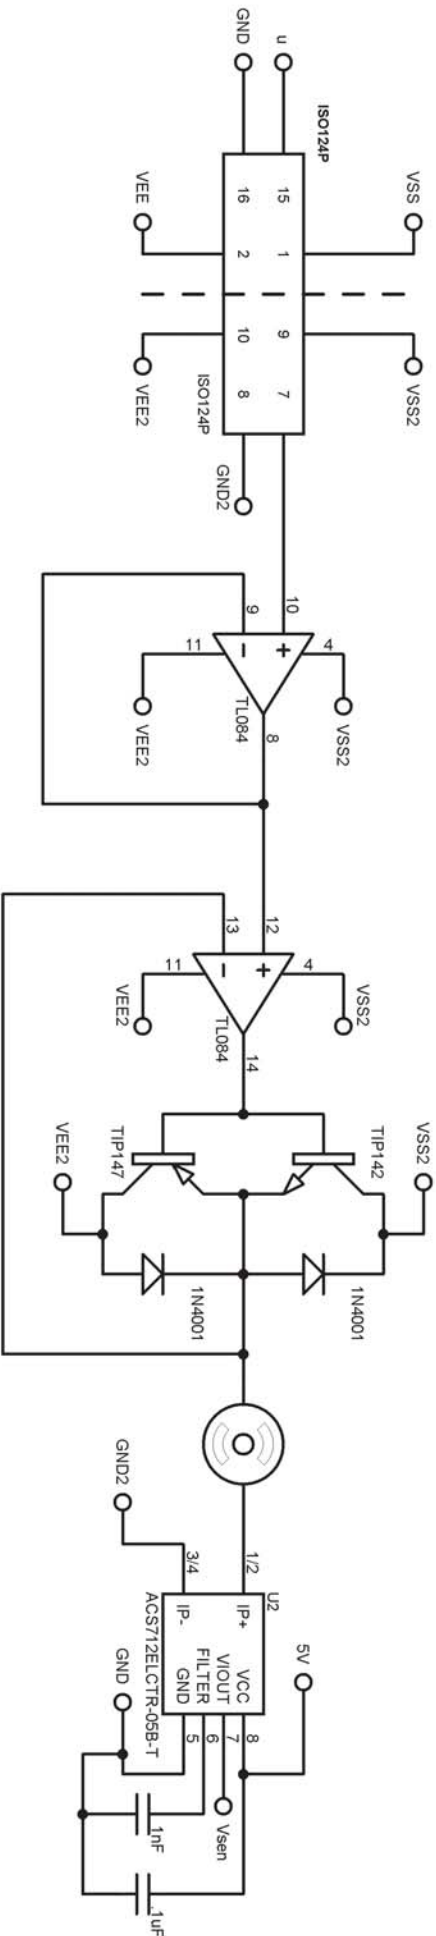 GND
u
ISO124P
16
15
VEE
VSS
2
1
10
9
VEE2
VSS2
ISO124P
8
7
GND2
9
10
11
4
−
+
TL084
VEE2
VSS2
8
13
12
11
4
−
+
TL084
VEE2
VSS2
14
TIP147
TIP142
VEE2
VSS2
1N4001
1N4001
GND2
3/4
1/2
U2
IP-
IP+
ACS712ELCTR-05B-T
GND
FILTER
VIOUT
VCC
5V
GND
5
6
7
8
Vsen
1nF
.1uF